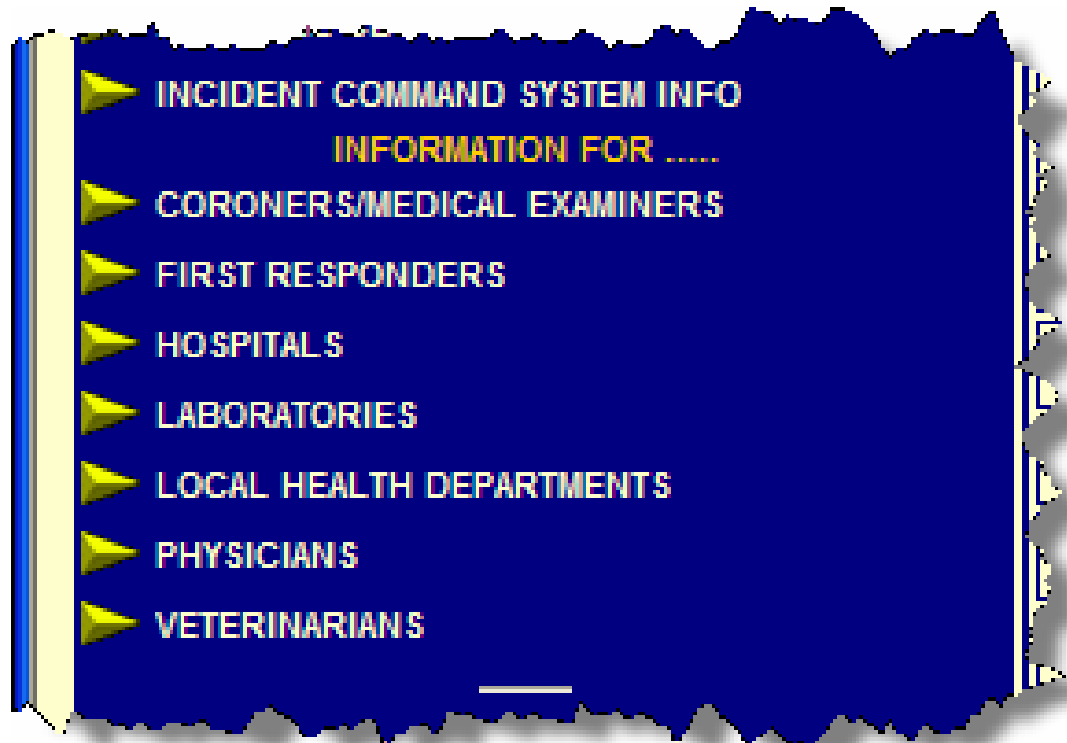 INCIDENT COMMAND SYSTEM INFO
INFORMATION FOR .....
CORONERS/MEDICAL EXAMINERS
FIRST RESPONDERS
HOSPITALS
LABORATORIES
LOCAL HEALTH DEPARTMENTS
PHYSICIANS
VETERINARIANS